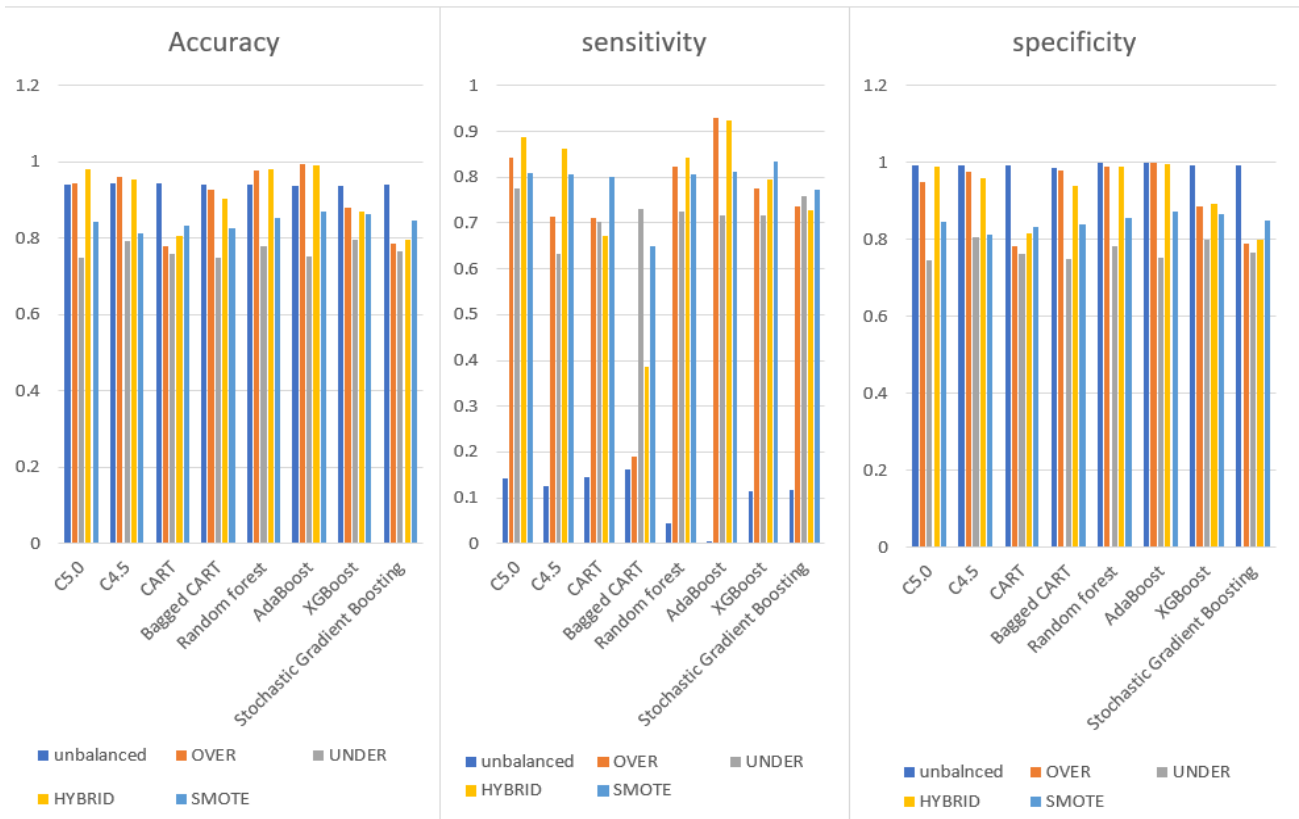 Accuracy
1.2
1
0.8
0.6
0.4
0.2
0
C5.0
C4.5
CART
Bagged CART
Random forest
AdaBoost
XGBoost
Stochastic Gradient Boosting
unbalanced OVER UNDER
HYBRID SMOTE
sensitivity
1
0.9
0.8
0.7
0.6
0.5
0.4
0.3
0.2
0.1
0
C5.0
C4.5
CART
Bagged CART
Random forest
AdaBoost
XGBoost
Stochastic Gradient Boosting
unbalanced OVER UNDER
HYBRID SMOTE
specificity
1.2
1
0.8
0.6
0.4
0.2
0
C5.0
C4.5
CART
Bagged CART
Random forest
AdaBoost
XGBoost
Stochastic Gradient Boosting
unbalnced OVER UNDER
HYBRID SMOTE